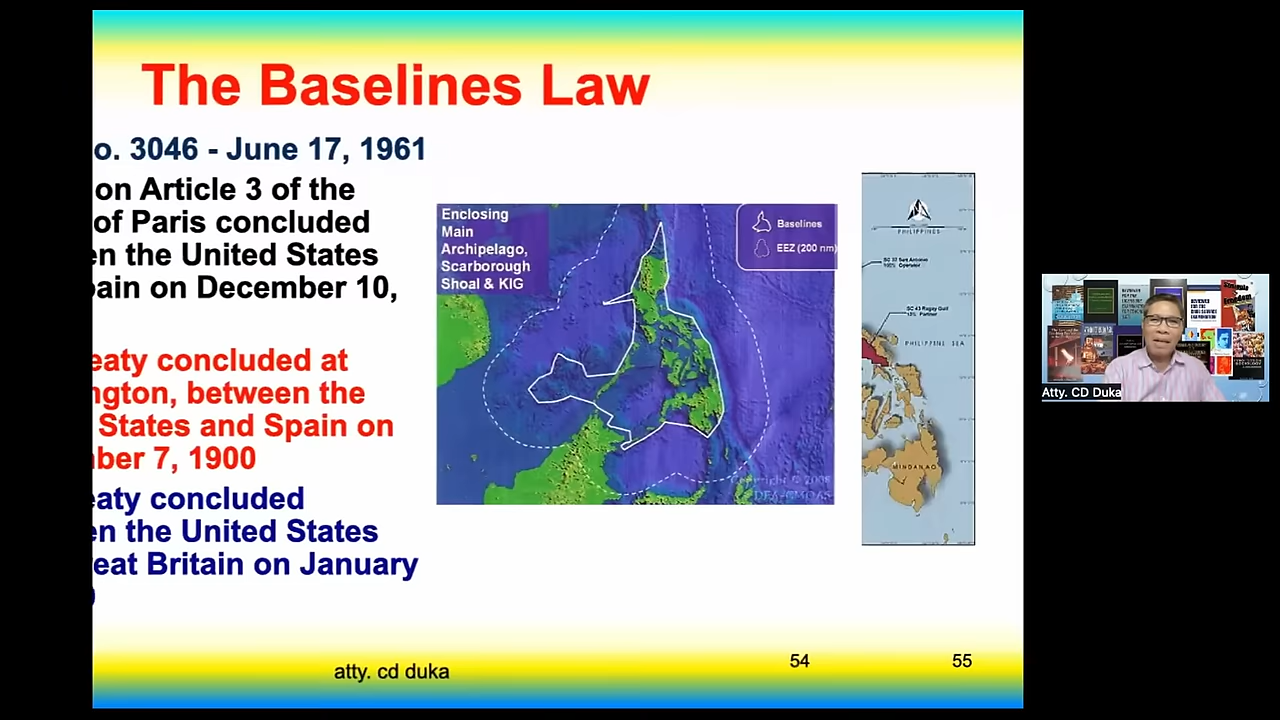 The Baselines Law
o. 3046 - June 17, 1961
on Article 3 of the
of Paris concluded
en the United States
pain on December 10,
eaty concluded at
ngton, between the
States and Spain on
ber 7, 1900
eaty concluded
en the United States
eat Britain on January
Enclosing
Main
Archipelago,
Scarborough
Shoal & KIG
Baselines
EEZ (200 nm)
PHILIPPINES
PHILIPPINE SEA
MINDANAO
atty. cd duka
54
55
Atty. CD Duka